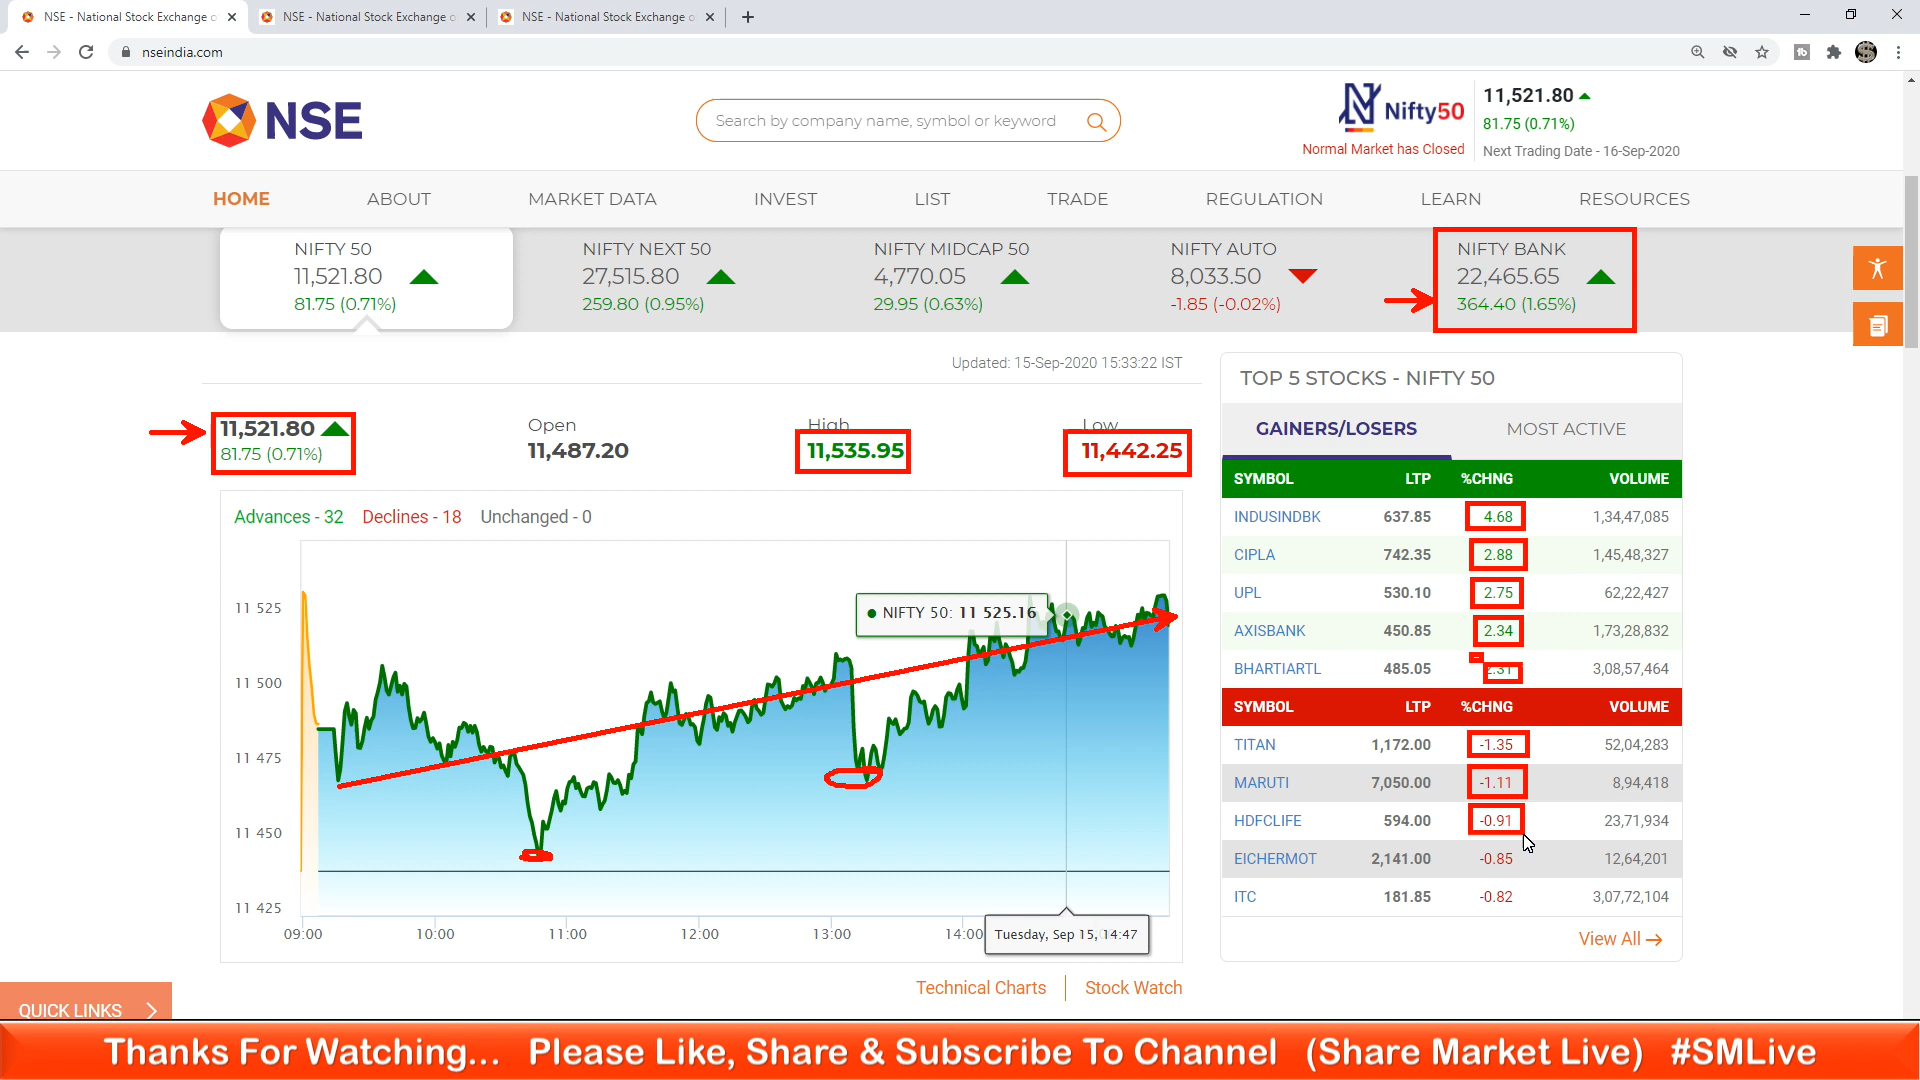 NSE - National Stock Exchange o
NSE - National Stock Exchange o
NSE - National Stock Exchange o
nseindia.com
NSE
Search by company name, symbol or keyword
Nifty50
Normal Market has Closed
11,521.80
81.75 (0.71%)
Next Trading Date - 16-Sep-2020
HOME ABOUT MARKET DATA INVEST LIST TRADE REGULATION LEARN RESOURCES
NIFTY 50
11,521.80
81.75 (0.71%)
NIFTY NEXT 50
27,515.80
259.80 (0.95%)
NIFTY MIDCAP 50
4,770.05
29.95 (0.63%)
NIFTY AUTO
8,033.50
-1.85 (-0.02%)
NIFTY BANK
22,465.65
364.40 (1.65%)
Updated: 15-Sep-2020 15:33:22 IST
11,521.80
81.75 (0.71%)
Open
11,487.20
High
11,535.95
Low
11,442.25
Advances - 32 Declines - 18 Unchanged - 0
11 525
11 500
11 475
11 450
11 425
NIFTY 50: 11 525.16
09:00 10:00 11:00 12:00 13:00 14:00
Tuesday, Sep 15, 14:47
Technical Charts Stock Watch
TOP 5 STOCKS - NIFTY 50
GAINERS/LOSERS MOST ACTIVE
SYMBOL LTP %CHNG VOLUME
INDUSINDBK 637.85 4.68 1,34,47,085
CIPLA 742.35 2.88 1,45,48,327
UPL 530.10 2.75 62,22,427
AXISBANK 450.85 2.34 1,73,28,832
BHARTIARTL 485.05 2.31 3,08,57,464
SYMBOL LTP %CHNG VOLUME
TITAN 1,172.00 -1.35 52,04,283
MARUTI 7,050.00 -1.11 8,94,418
HDFCLIFE 594.00 -0.91 23,71,934
EICHERMOT 2,141.00 -0.85 12,64,201
ITC 181.85 -0.82 3,07,72,104
View All
QUICK LINKS
Thanks For Watching... Please Like, Share & Subscribe To Channel (Share Market Live) #SMLive